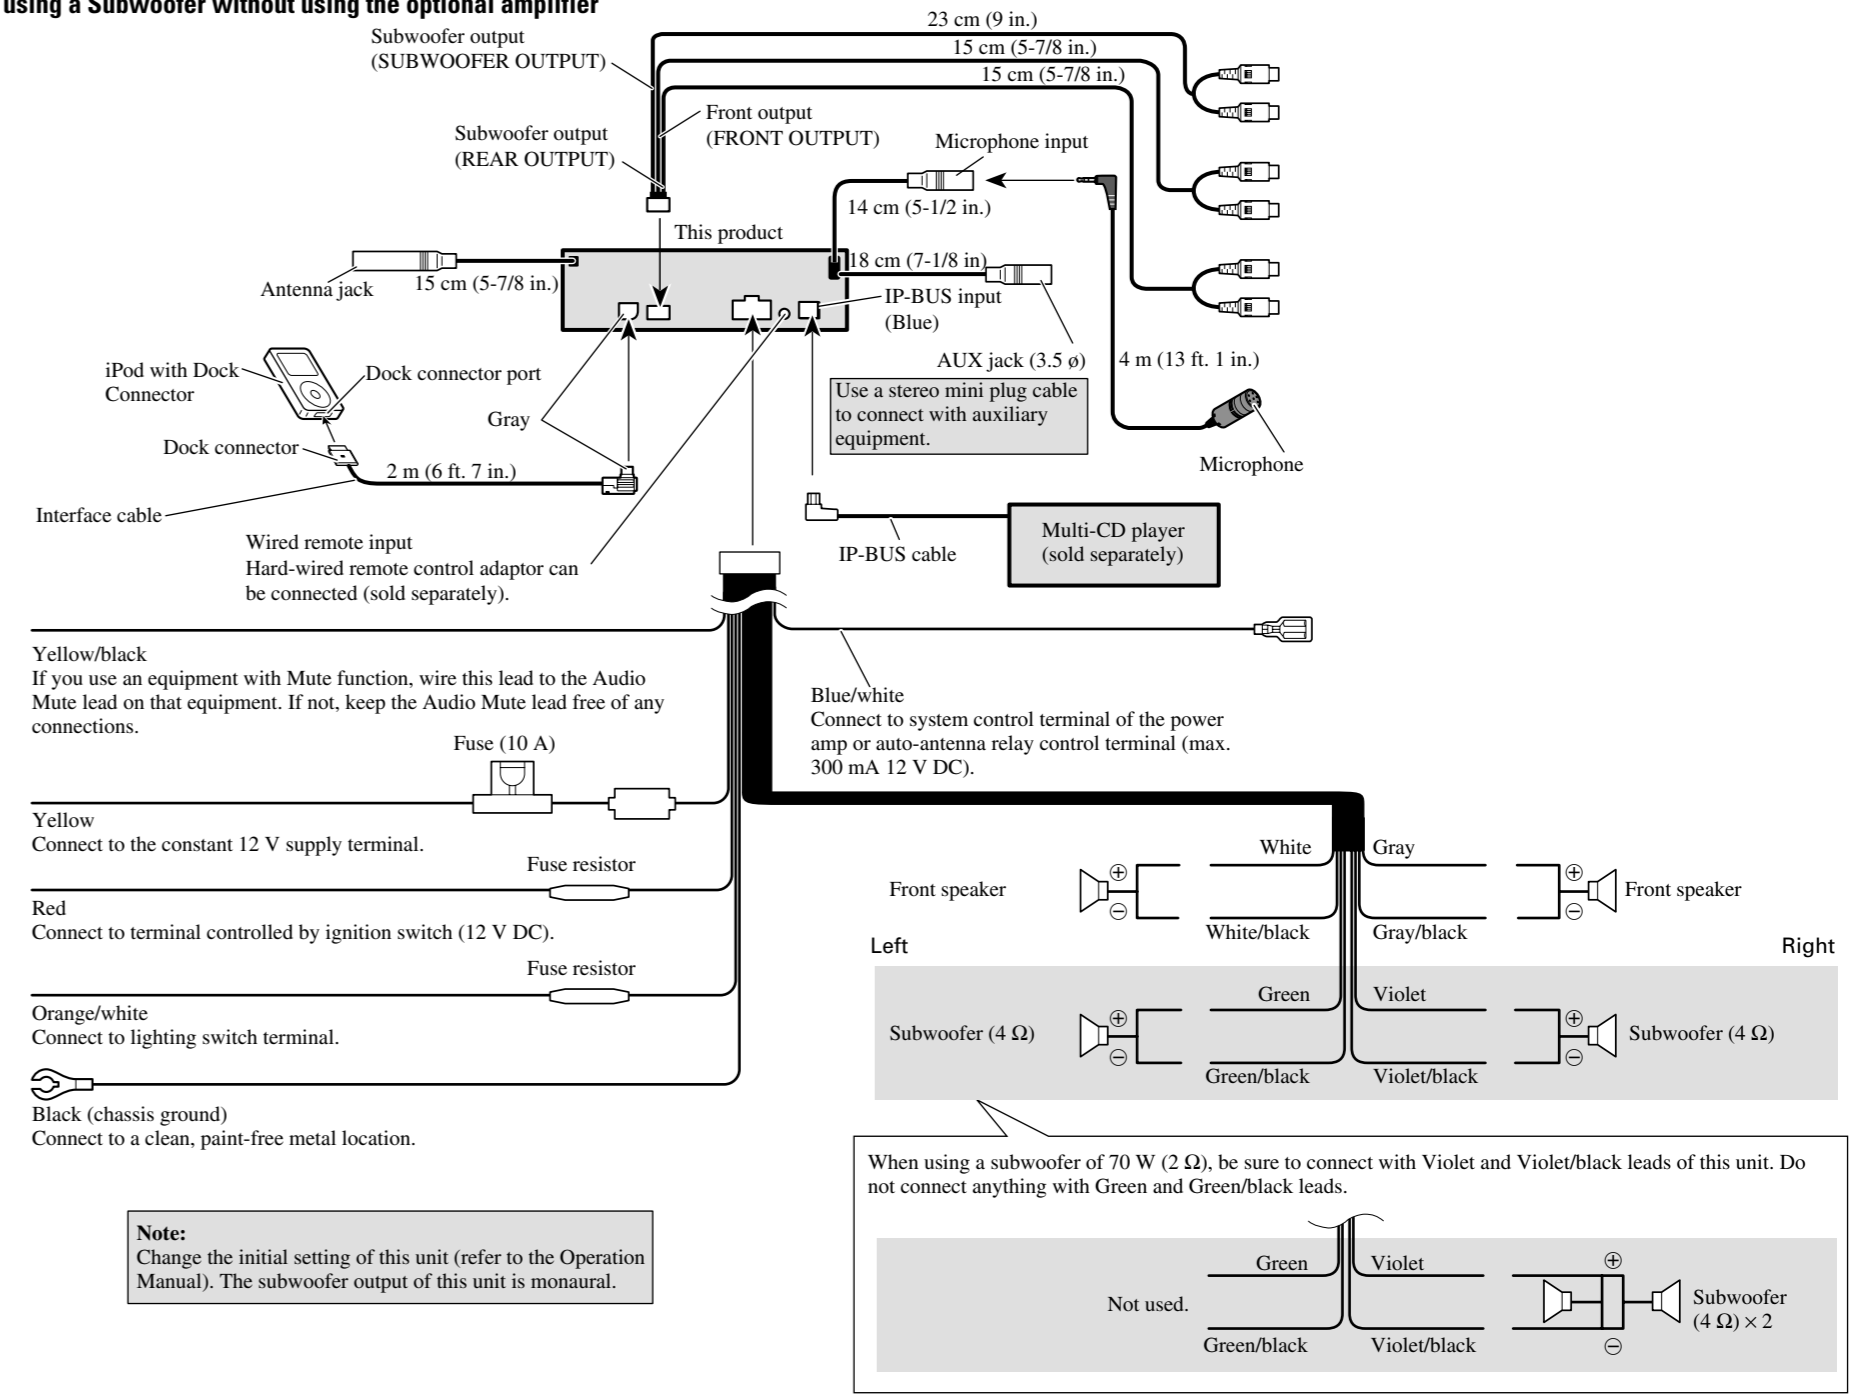 using a Subwoofer without using the optional amplifier
23 cm (9 in.)
Subwoofer output
(SUBWOOFER OUTPUT)
15 cm (5-7/8 in.)
15 cm (5-7/8 in.)
Front output
(FRONT OUTPUT)
Subwoofer output
(REAR OUTPUT)
Microphone input
14 cm (5-1/2 in.)
This product
18 cm (7-1/8 in)
Antenna jack
15 cm (5-7/8 in.)
IP-BUS input
(Blue)
AUX jack (3.5 ø)
4 m (13 ft. 1 in.)
iPod with Dock
Connector
Dock connector port
Use a stereo mini plug cable
to connect with auxiliary
equipment.
Gray
Dock connector
2 m (6 ft. 7 in.)
Microphone
Interface cable
Wired remote input
Hard-wired remote control adaptor can
be connected (sold separately).
IP-BUS cable
Multi-CD player
(sold separately)
Yellow/black
If you use an equipment with Mute function, wire this lead to the Audio
Mute lead on that equipment. If not, keep the Audio Mute lead free of any
connections.
Blue/white
Connect to system control terminal of the power
amp or auto-antenna relay control terminal (max.
300 mA 12 V DC).
Fuse (10 A)
Yellow
Connect to the constant 12 V supply terminal.
Fuse resistor
Red
Connect to terminal controlled by ignition switch (12 V DC).
Fuse resistor
Orange/white
Connect to lighting switch terminal.
Black (chassis ground)
Connect to a clean, paint-free metal location.
White
Gray
Front speaker
⊕
⊕
Front speaker
⊖
⊖
White/black
Gray/black
Left
Right
Green
Violet
Subwoofer (4 Ω)
⊕
⊕
Subwoofer (4 Ω)
⊖
⊖
Green/black
Violet/black
When using a subwoofer of 70 W (2 Ω), be sure to connect with Violet and Violet/black leads of this unit. Do
not connect anything with Green and Green/black leads.
Green
Violet
⊕
Not used.
Subwoofer
(4 Ω) × 2
Green/black
Violet/black
⊖
Note:
Change the initial setting of this unit (refer to the Operation
Manual). The subwoofer output of this unit is monaural.